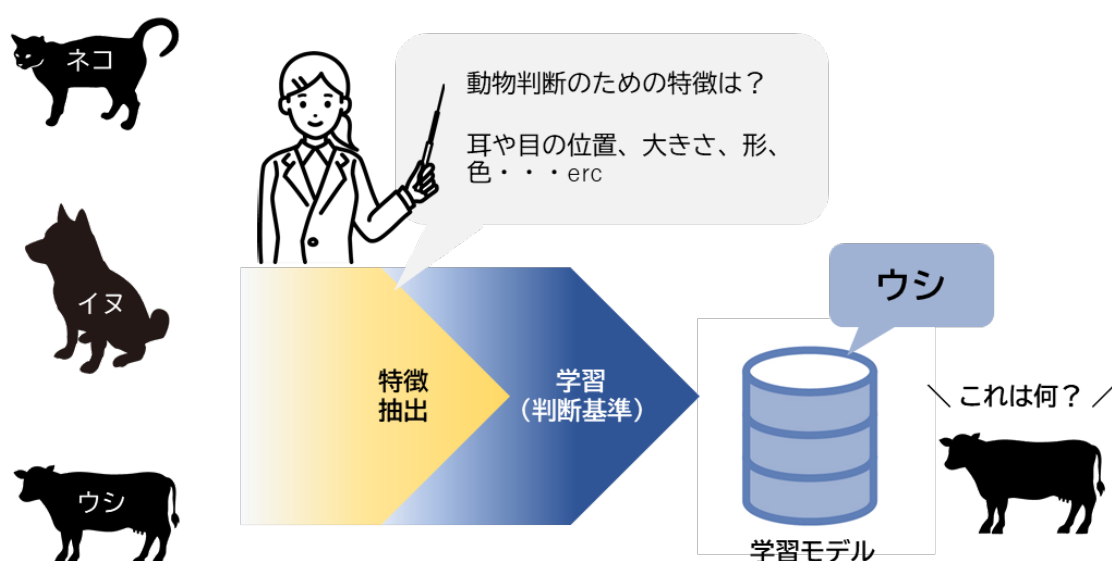 ネコ
動物判断のための特徴は？
耳や目の位置、大きさ、形、
色・・・erc
イヌ
ウシ
特徴
抽出
学習
（判断基準）
＼ これは何？ ／
ウシ
学習モデル